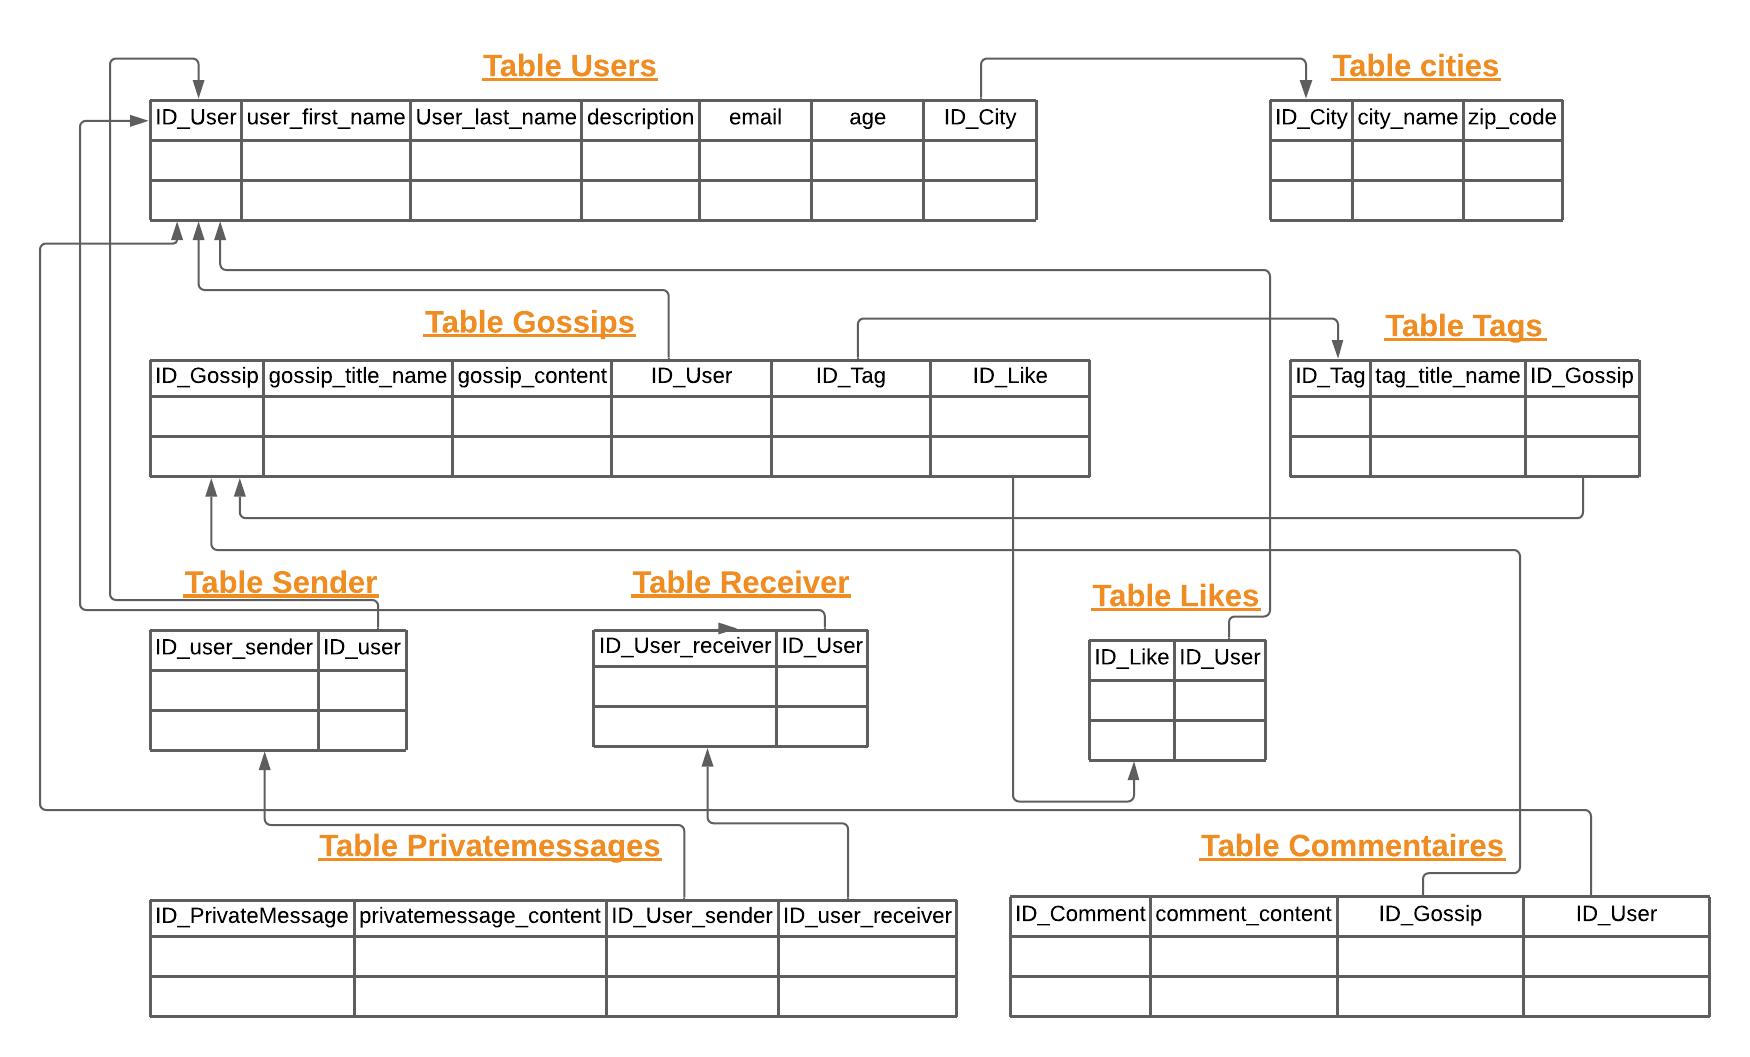 Table Users
Table cities
ID_User user_first_name User_last_name description email age ID_City
ID_City city_name zip_code
Table Gossips
Table Tags
ID_Gossip gossip_title_name gossip_content ID_User ID_Tag ID_Like
ID_Tag tag_title_name ID_Gossip
Table Sender
Table Receiver
Table Likes
ID_user_sender ID_user
ID_User_receiver ID_User
ID_Like ID_User
Table Privatemessages
Table Commentaires
ID_PrivateMessage privatemessage_content ID_User_sender ID_user_receiver
ID_Comment comment_content ID_Gossip ID_User